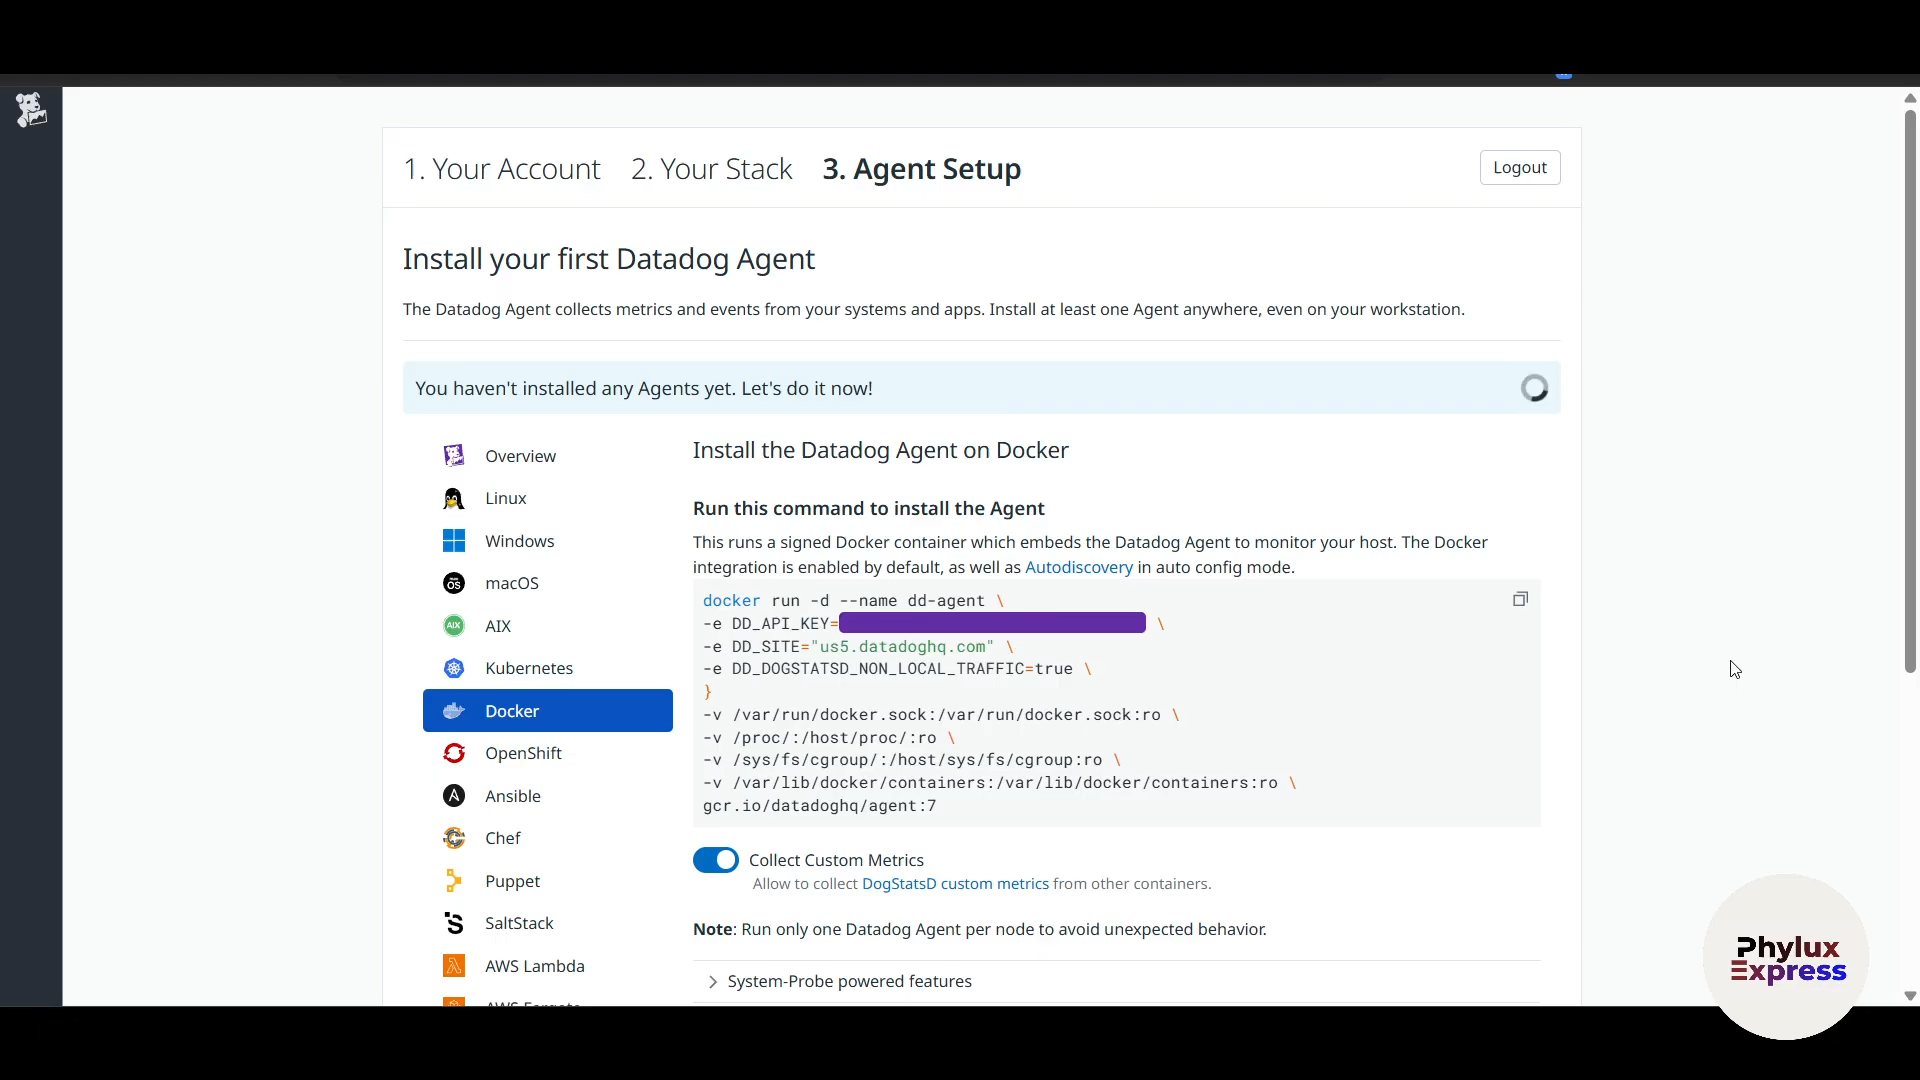 1. Your Account 2. Your Stack 3. Agent Setup
Logout
Install your first Datadog Agent
The Datadog Agent collects metrics and events from your systems and apps. Install at least one Agent anywhere, even on your workstation.
You haven't installed any Agents yet. Let's do it now!
Overview
Linux
Windows
macOS
AIX
Kubernetes
Docker
OpenShift
Ansible
Chef
Puppet
SaltStack
AWS Lambda
AWS Fargate
Install the Datadog Agent on Docker
Run this command to install the Agent
This runs a signed Docker container which embeds the Datadog Agent to monitor your host. The Docker
integration is enabled by default, as well as Autodiscovery in auto config mode.
docker run -d --name dd-agent \
-e DD_API_KEY= \
-e DD_SITE="us5.datadoghq.com" \
-e DD_DOGSTATSD_NON_LOCAL_TRAFFIC=true \
}
-v /var/run/docker.sock:/var/run/docker.sock:ro \
-v /proc/:/host/proc/:ro \
-v /sys/fs/cgroup/:/host/sys/fs/cgroup:ro \
-v /var/lib/docker/containers:/var/lib/docker/containers:ro \
gcr.io/datadoghq/agent:7
Collect Custom Metrics
Allow to collect DogStatsD custom metrics from other containers.
Note: Run only one Datadog Agent per node to avoid unexpected behavior.
System-Probe powered features
Phylux
Express